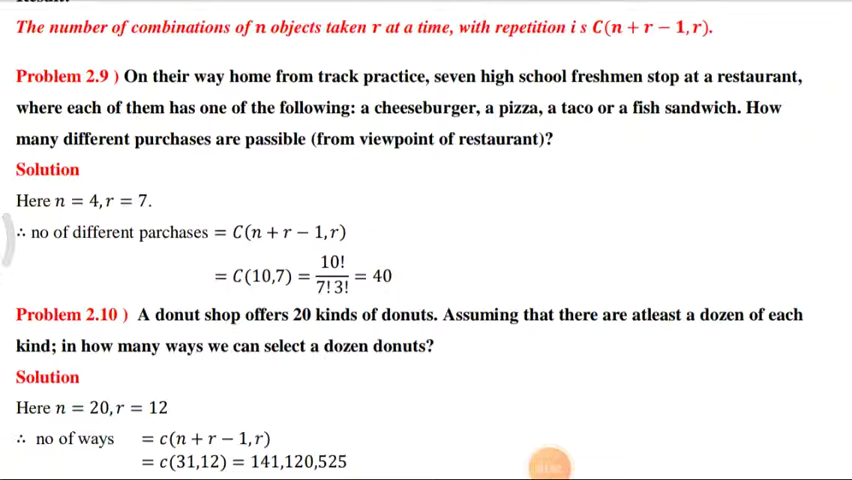 The number of combinations of n objects taken r at a time, with repetition i s C(n + r − 1, r).
Problem 2.9 ) On their way home from track practice, seven high school freshmen stop at a restaurant,
where each of them has one of the following: a cheeseburger, a pizza, a taco or a fish sandwich. How
many different purchases are passible (from viewpoint of restaurant)?
Solution
Here n = 4, r = 7.
∴ no of different parchases = C(n + r − 1, r)
= C(10,7) = 10!/7! 3! = 40
Problem 2.10 ) A donut shop offers 20 kinds of donuts. Assuming that there are atleast a dozen of each
kind; in how many ways we can select a dozen donuts?
Solution
Here n = 20, r = 12
∴ no of ways = c(n + r − 1, r)
= c(31,12) = 141,120,525